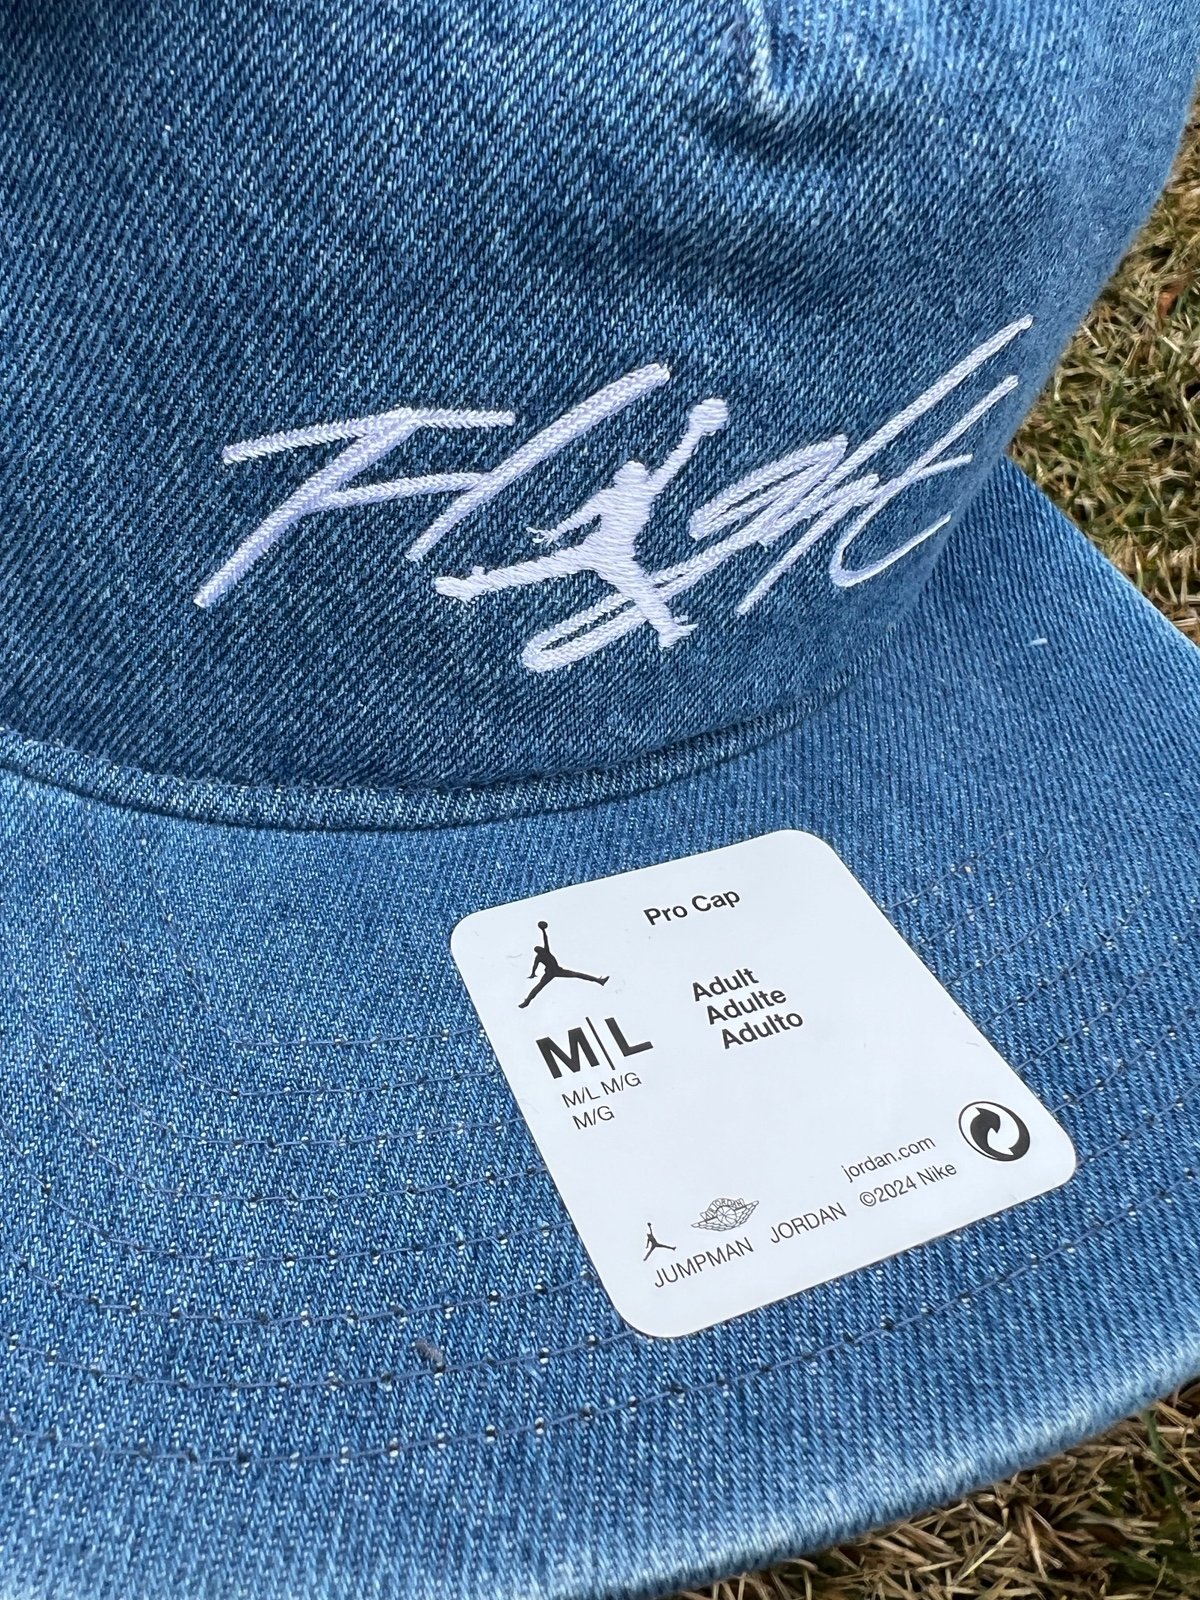 Flight
Pro Cap
Adult
Adulte
Adulto
M|L
M/L M/G
M/G
jordan.com
JUMPMAN JORDAN ©2024 Nike